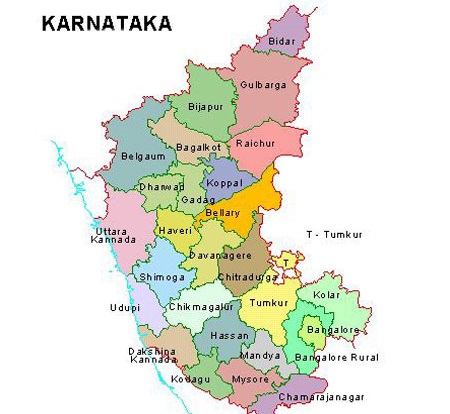 KARNATAKA
Bidar
Gulbarga
Bijapur
Raichur
Bagalkot
Belgaum
Koppal
Dharwad
Gadag
Bellary
Uttara
Kannada
Haveri
T - Tumkur
Davanagere
T
Shimoga
Chitradurga
Kolar
Udupi
Chikmagalur
Tumkur
Bangalore
Hassan
Dakshina
Kannada
Mandya
Bangalore Rural
Kodagu
Mysore
Chamarajanagar